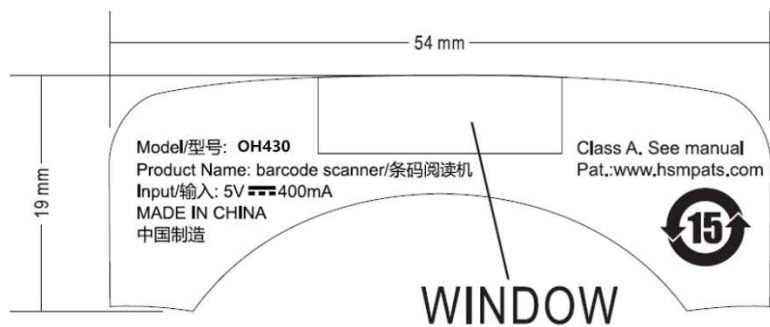 54 mm
19 mm
Model/型号: OH430
Product Name: barcode scanner/条码阅读机
Input/输入: 5V 400mA
MADE IN CHINA
中国制造
Class A. See manual
Pat.:www.hsmpats.com
15
WINDOW